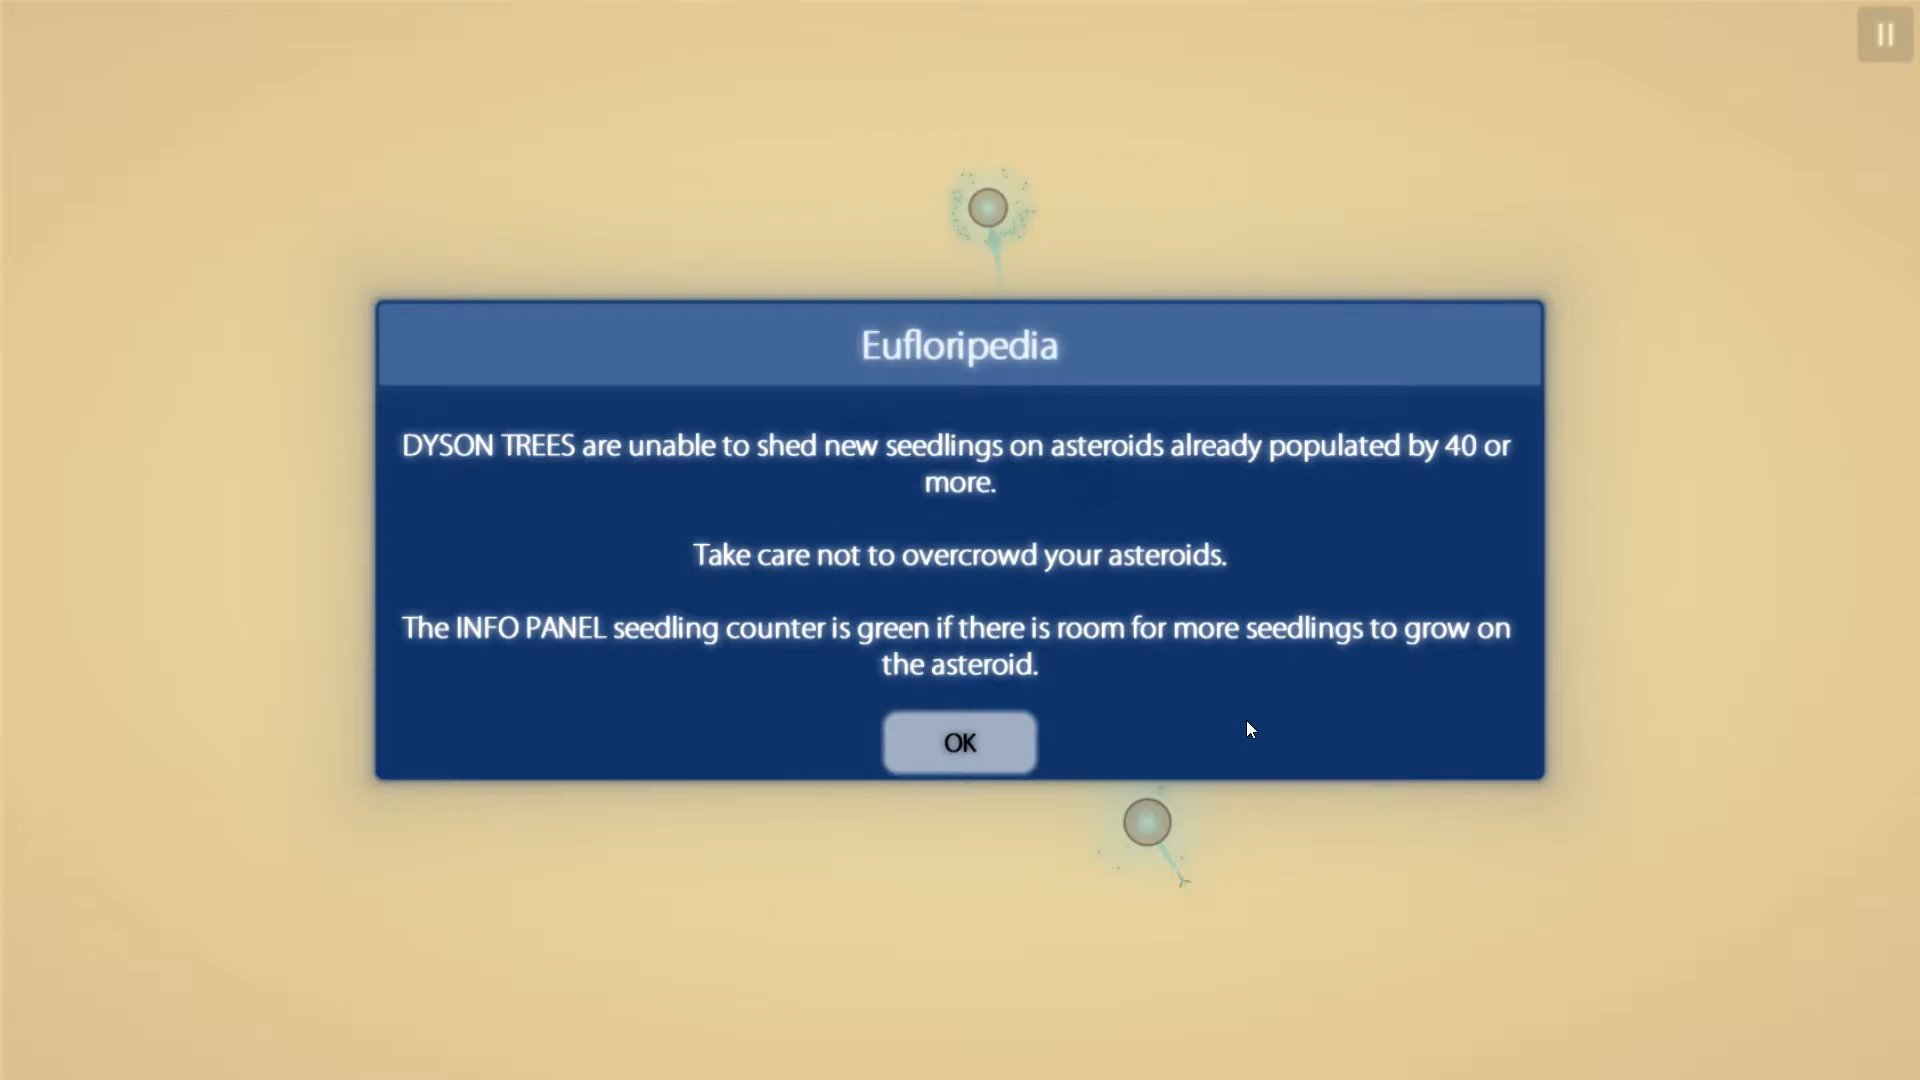 Eufloripedia
DYSON TREES are unable to shed new seedlings on asteroids already populated by 40 or
more.
Take care not to overcrowd your asteroids.
The INFO PANEL seedling counter is green if there is room for more seedlings to grow on
the asteroid.
OK